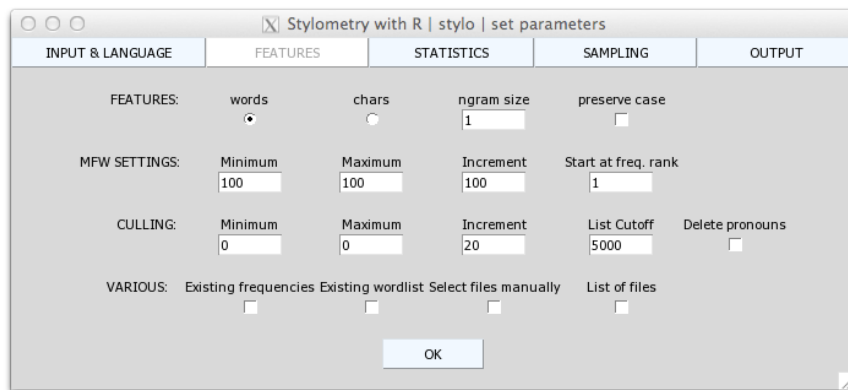 Stylometry with R | stylo | set parameters
INPUT & LANGUAGE FEATURES STATISTICS SAMPLING OUTPUT
FEATURES: words chars ngram size preserve case
1
MFW SETTINGS: Minimum Maximum Increment Start at freq. rank
100 100 100 1
CULLING: Minimum Maximum Increment List Cutoff Delete pronouns
0 0 20 5000
VARIOUS: Existing frequencies Existing wordlist Select files manually List of files
OK